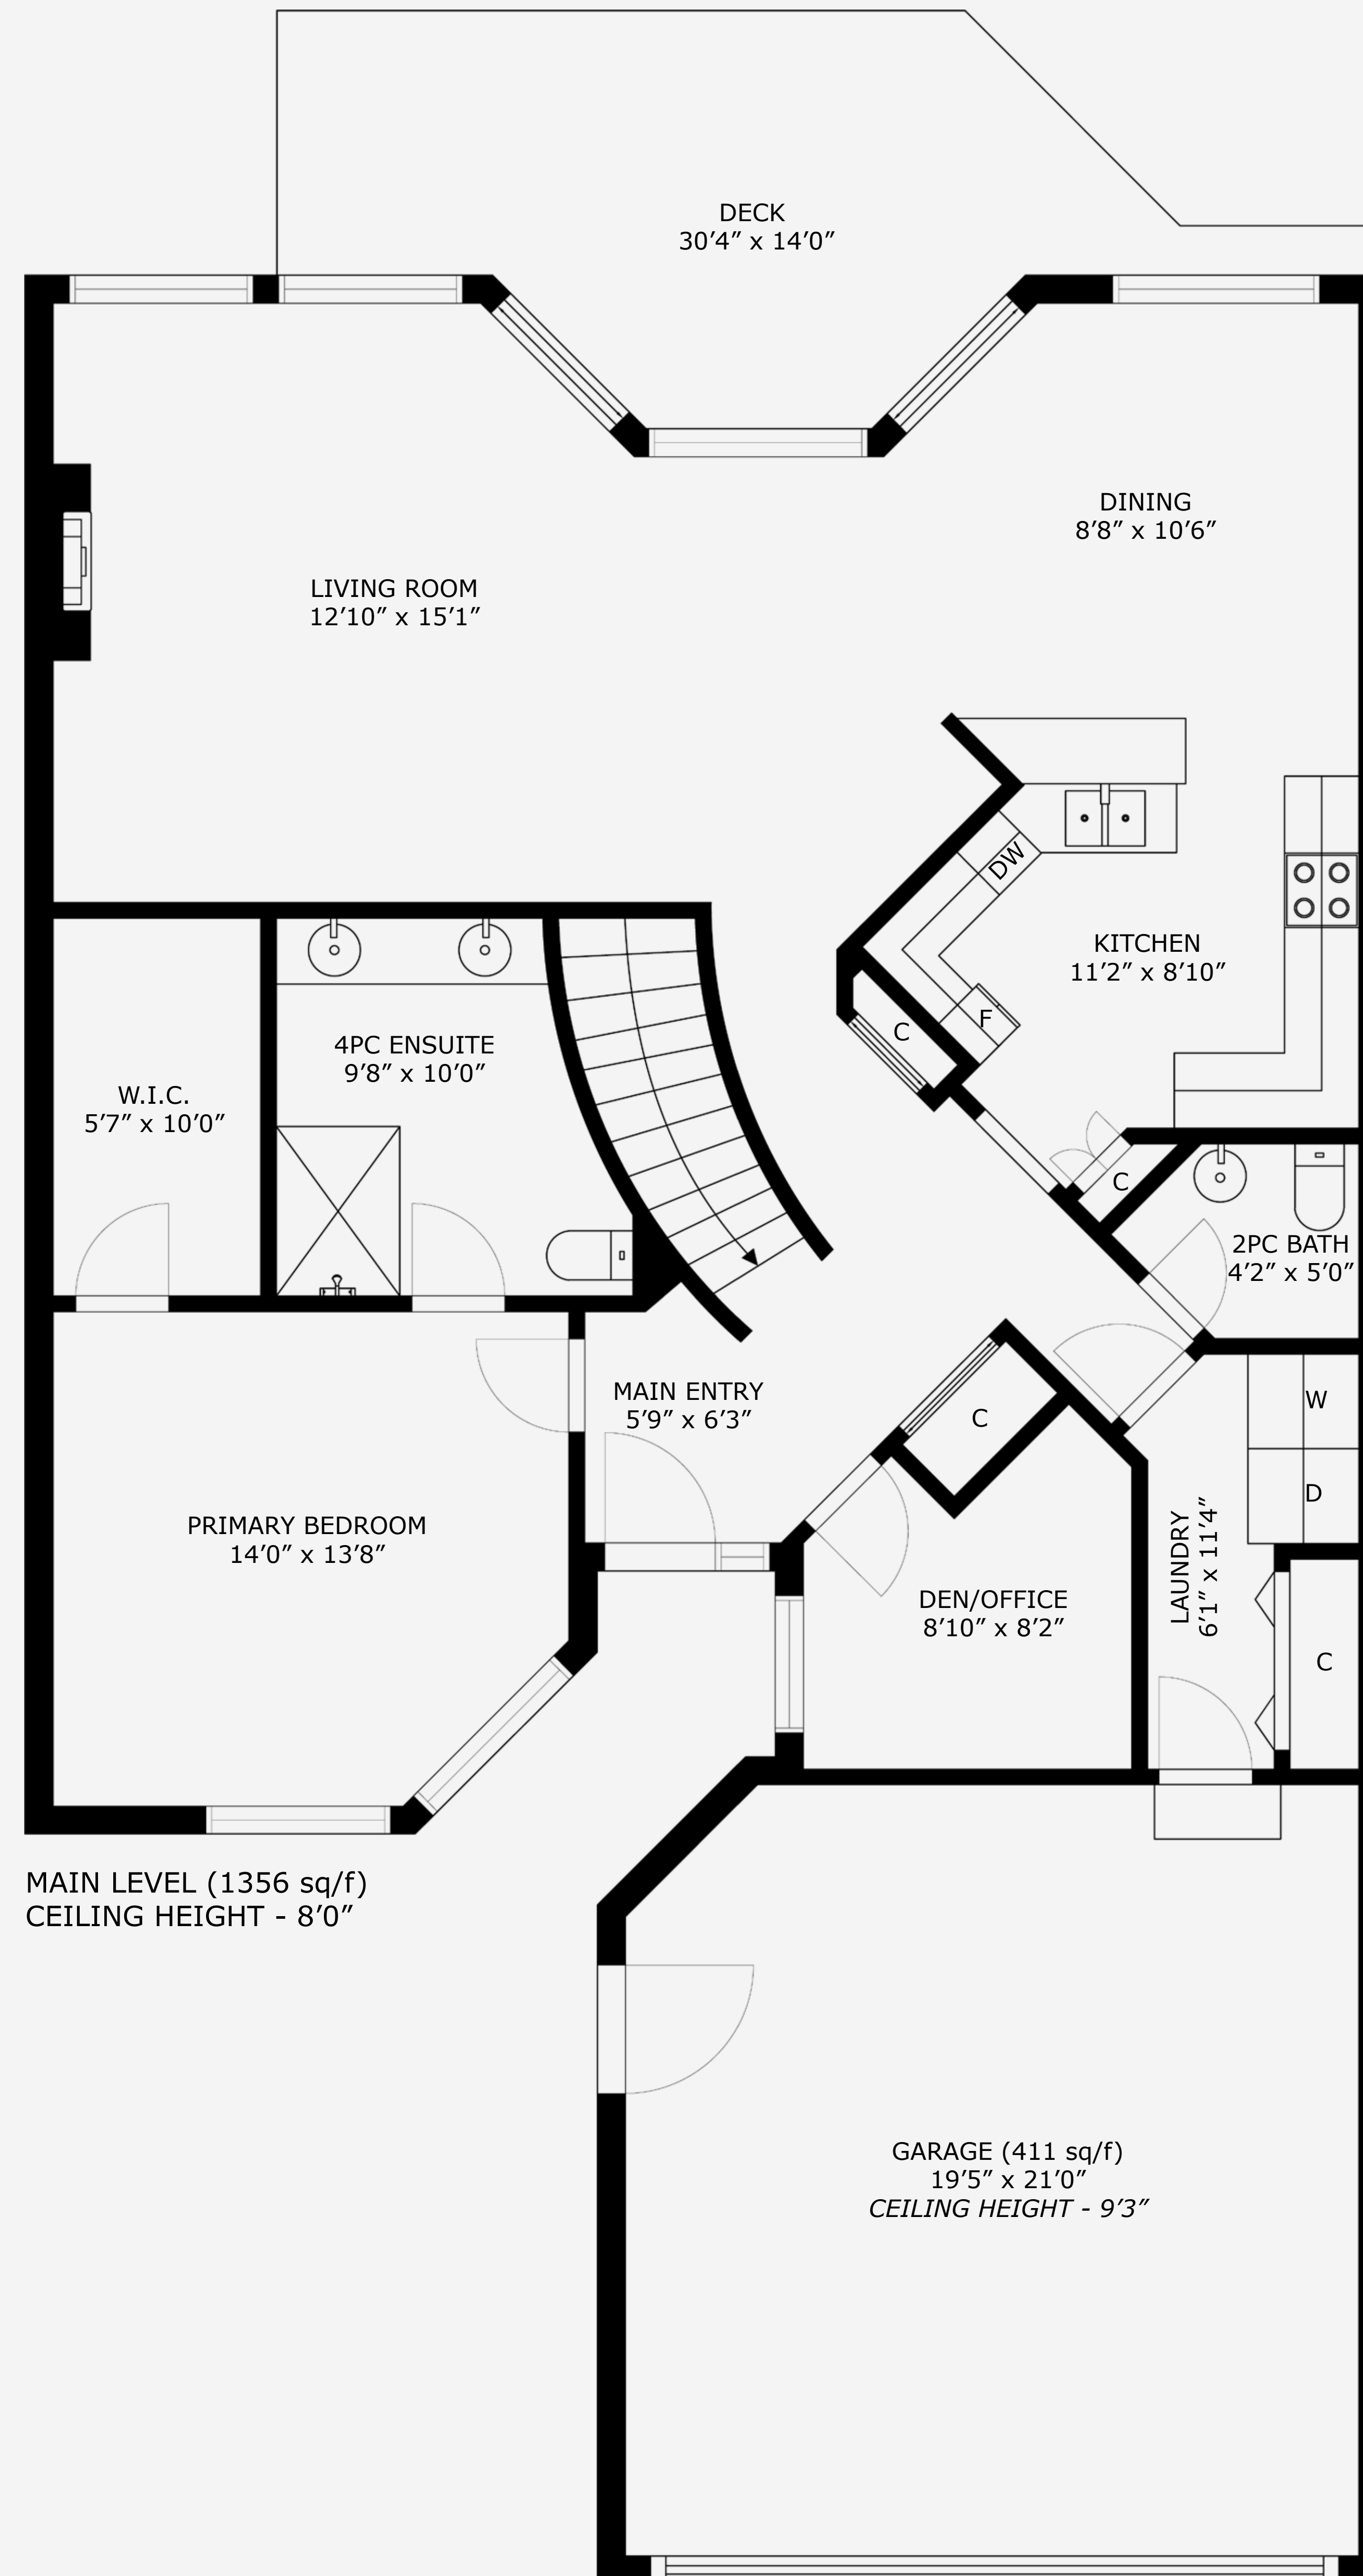 DECK
30′4″ x 14′0″
DINING
8′8″ x 10′6″
LIVING ROOM
12′10″ x 15′1″
DW
KITCHEN
11′2″ x 8′10″
F
C
4PC ENSUITE
9′8″ x 10′0″
W.I.C.
5′7″ x 10′0″
C
2PC BATH
4′2″ x 5′0″
MAIN ENTRY
5′9″ x 6′3″
C
W
D
PRIMARY BEDROOM
14′0″ x 13′8″
DEN/OFFICE
8′10″ x 8′2″
LAUNDRY
6′1″ x 11′4″
C
MAIN LEVEL (1356 sq/f)
CEILING HEIGHT - 8′0″
GARAGE (411 sq/f)
19′5″ x 21′0″
CEILING HEIGHT - 9′3″